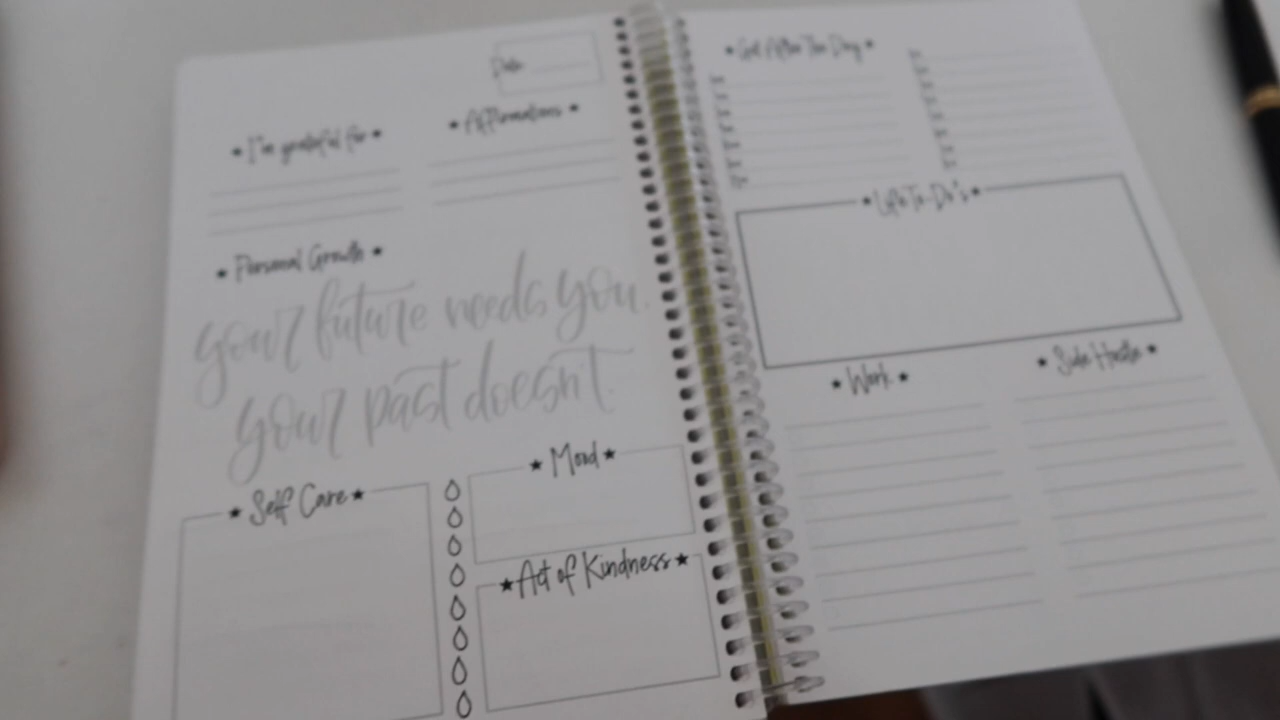 Date
I'm grateful for
Affirmations
Personal Growth
your future needs you.
your past doesn't.
Self Care
Mood
Act of Kindness
Get After The Day
Life To-Do's
Work
Side Hustle